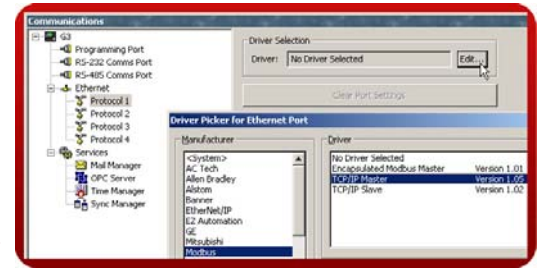 Communications
G3
Programming Port
RS-232 Comms Port
RS-485 Comms Port
Ethernet
Protocol 1
Protocol 2
Protocol 3
Protocol 4
Services
Mail Manager
OPC Server
Time Manager
Sync Manager
Driver Selection
Driver: No Driver Selected Edit...
Clear Port Settings
Driver Picker for Ethernet Port
Manufacturer
<System>
AC Tech
Allen Bradley
Alstom
Banner
EtherNet/IP
EZ Automation
GE
Mitsubishi
Modbus
Driver
No Driver Selected
Encapsulated Modbus Master Version 1.01
TCP/IP Master Version 1.05
TCP/IP Slave Version 1.02